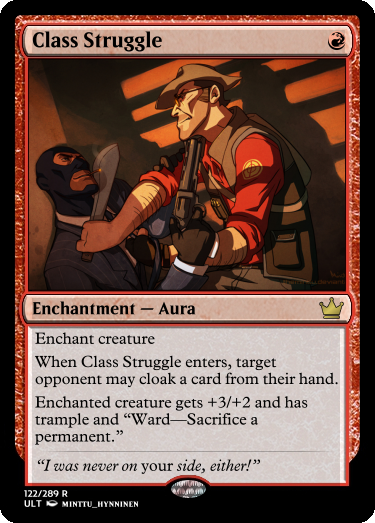 Class Struggle
Enchantment — Aura
Enchant creature
When Class Struggle enters, target
opponent may cloak a card from their hand.
Enchanted creature gets +3/+2 and has
trample and “Ward—Sacrifice a
permanent.”
“I was never on your side, either!”
122/289 R
ULT MINTTU_HYNNINEN